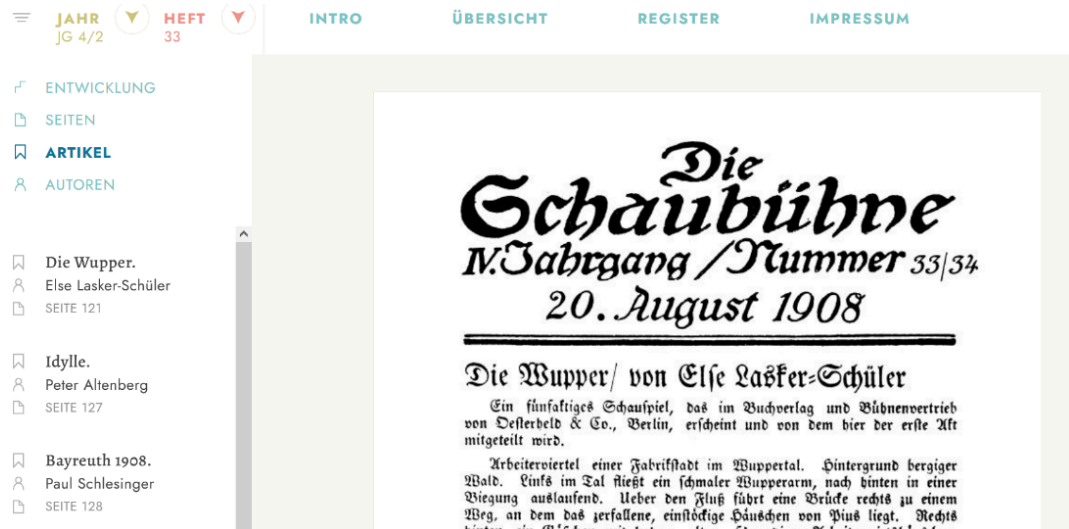 JAHR
JG 4/2
HEFT
33
INTRO
ÜBERSICHT
REGISTER
IMPRESSUM
ENTWICKLUNG
SEITEN
ARTIKEL
AUTOREN
Die Wupper.
Else Lasker-Schüler
SEITE 121
Idylle.
Peter Altenberg
SEITE 127
Bayreuth 1908.
Paul Schlesinger
SEITE 128
Die
Schaubühne
IV. Jahrgang / Nummer 33/34
20. August 1908
Die Wupper/ von Else Lasker-Schüler
Ein fünfaktiges Schauspiel, das im Buchverlag und Bühnenvertrieb
von Oesterheld & Co., Berlin, erscheint und von dem hier der erste Akt
mitgeteilt wird.
Arbeiterviertel einer Fabrikstadt im Wuppertal. Hintergrund bergiger
Wald. Links im Tal fließt ein schmaler Wupperarm, nach hinten in einer
Biegung auslaufend. Ueber den Fluß führt eine Brücke rechts zu einem
Weg, an dem das zerfallene, einstöckige Häuschen von Pius liegt. Rechts